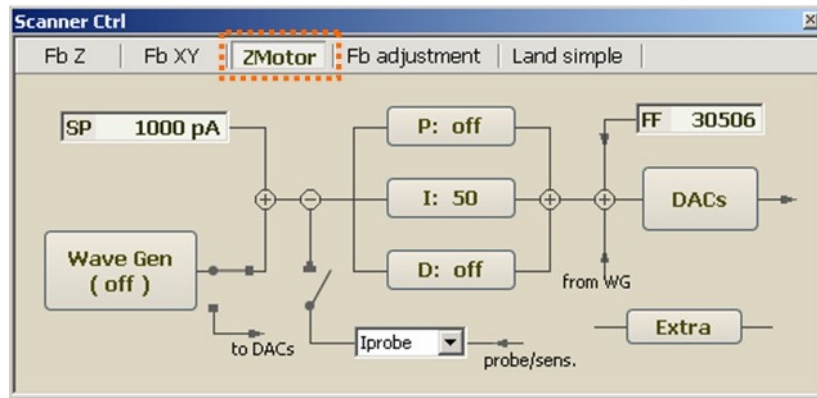 Scanner Ctrl
Fb Z
Fb XY
ZMotor
Fb adjustment
Land simple
SP 1000 pA
P: off
FF 30506
I: 50
DACs
Wave Gen
( off )
D: off
from WG
to DACs
Iprobe
probe/sens.
Extra